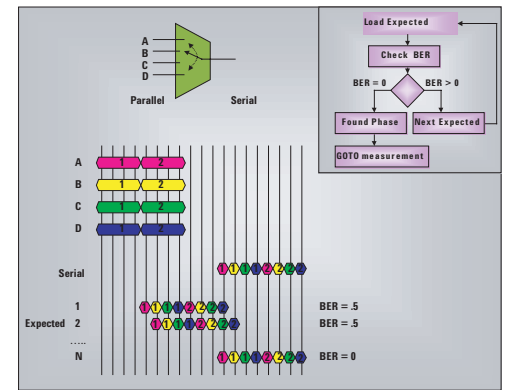 A
B
C
D
Parallel Serial
Load Expected
Check BER
BER = 0 BER > 0
Found Phase Next Expected
GOTO measurement
A 1 2
B 1 2
C 1 2
D 1 2
Serial 1 1 1 1 2 2 2 2
1 1 1 1 1 2 2 2 2 BER = .5
Expected 2 1 1 1 1 2 2 2 2 BER = .5
.....
N 1 1 1 1 2 2 2 2 BER = 0